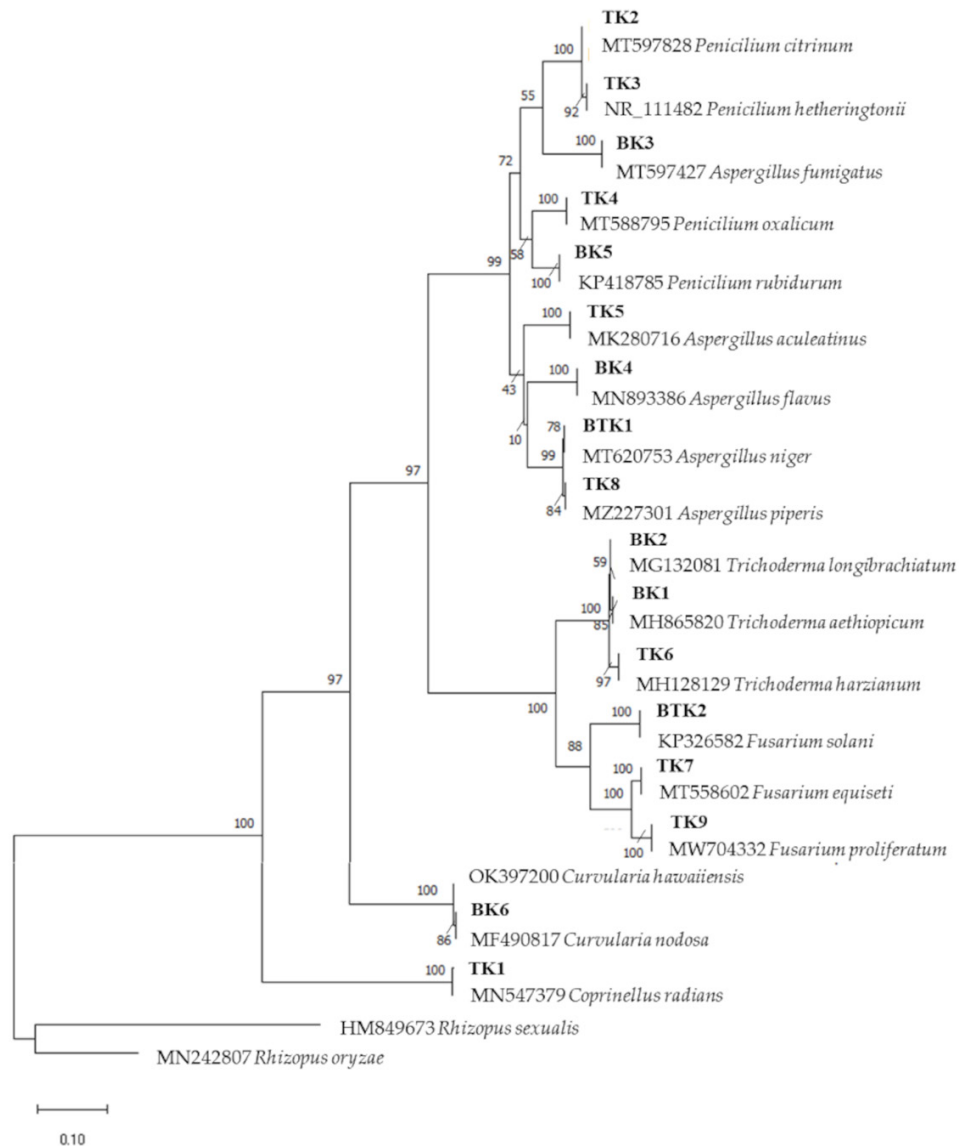 TK2
100
MT597828 Penicilium citrinum
TK3
55
92
NR_111482 Penicilium hetheringtonii
100
BK3
72
MT597427 Aspergillus fumigatus
100
TK4
MT588795 Penicilium oxalicum
99
58
BK5
100
KP418785 Penicilium rubidurum
100
TK5
MK280716 Aspergillus aculeatinus
43
100
BK4
MN893386 Aspergillus flavus
10
78
BTK1
99
MT620753 Aspergillus niger
97
TK8
84
MZ227301 Aspergillus piperis
BK2
59
MG132081 Trichoderma longibrachiatum
BK1
100
85
MH865820 Trichoderma aethiopicum
TK6
97
MH128129 Trichoderma harzianum
97
100
100
BTK2
88
KP326582 Fusarium solani
100
TK7
100
MT558602 Fusarium equiseti
TK9
100
MW704332 Fusarium proliferatum
100
OK397200 Curvularia hawaiiensis
100
BK6
86
MF490817 Curvularia nodosa
100
TK1
MN547379 Coprinellus radians
HM849673 Rhizopus sexualis
MN242807 Rhizopus oryzae
0.10